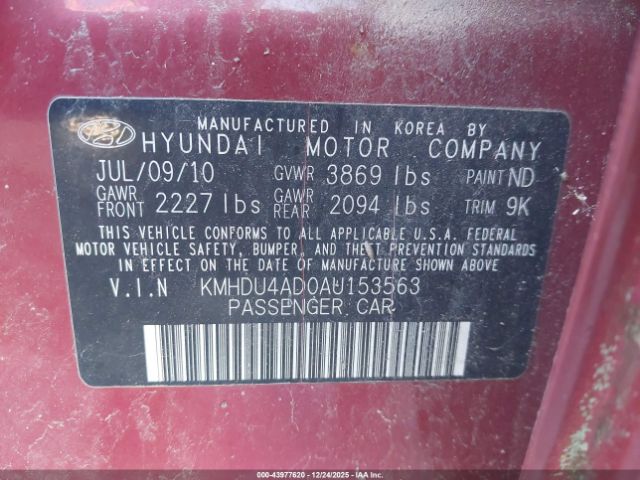 MANUFACTURED IN KOREA BY
HYUNDAI MOTOR COMPANY
JUL/09/10 GVWR 3869 lbs PAINT ND
GAWR FRONT 2227 lbs GAWR REAR 2094 lbs TRIM 9K
THIS VEHICLE CONFORMS TO ALL APPLICABLE U.S.A. FEDERAL
MOTOR VEHICLE SAFETY, BUMPER, AND THEFT PREVENTION STANDARDS
IN EFFECT ON THE DATE OF MANUFACTURE SHOWN ABOVE
V.I.N KMHDU4AD0AU153563
PASSENGER CAR
000-43977620 - 12/24/2025 - IAAI.com